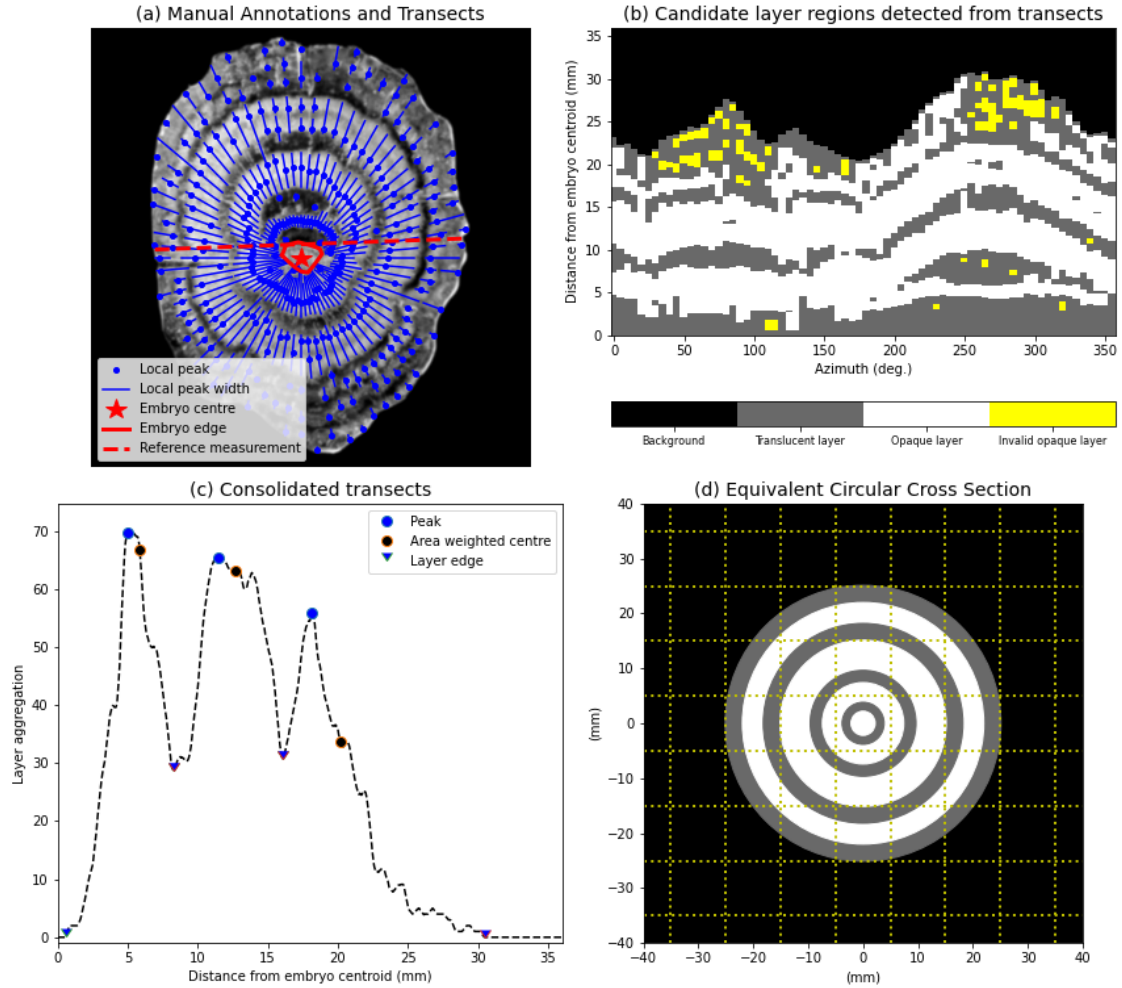 (a) Manual Annotations and Transects
Local peak
Local peak width
Embryo centre
Embryo edge
Reference measurement
(b) Candidate layer regions detected from transects
Distance from embryo centroid (mm)
35
30
25
20
15
10
5
0
0 50 100 150 200 250 300 350
Azimuth (deg.)
Background Translucent layer Opaque layer Invalid opaque layer
(c) Consolidated transects
Peak
Area weighted centre
Layer edge
Layer aggregation
70
60
50
40
30
20
10
0
0 5 10 15 20 25 30 35
Distance from embryo centroid (mm)
(d) Equivalent Circular Cross Section
(mm)
40
30
20
10
0
−10
−20
−30
−40
−40 −30 −20 −10 0 10 20 30 40
(mm)